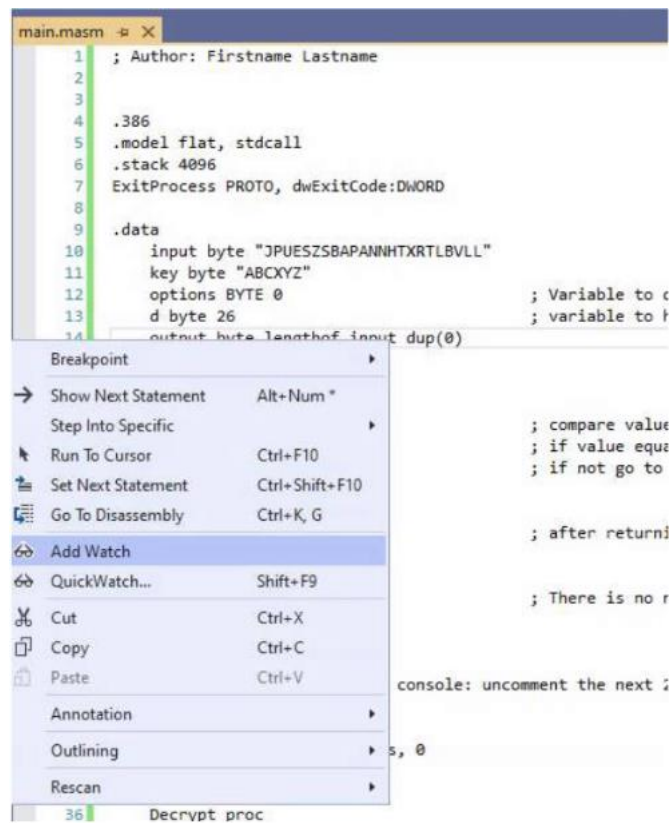 main.masm
1 ; Author: Firstname Lastname
2
3
4 .386
5 .model flat, stdcall
6 .stack 4096
7 ExitProcess PROTO, dwExitCode:DWORD
8
9 .data
10 input byte "JPUESZSBAPANNHTXRTLBVLL"
11 key byte "ABCXYZ"
12 options BYTE 0 ; Variable to
13 d byte 26 ; variable to h
14 output byte lengthof input dup(0)
Breakpoint
Show Next Statement Alt+Num *
Step Into Specific ; compare value
Run To Cursor Ctrl+F10 ; if value equa
Set Next Statement Ctrl+Shift+F10 ; if not go to
Go To Disassembly Ctrl+K, G
Add Watch ; after returni
QuickWatch... Shift+F9
; There is no
Cut Ctrl+X
Copy Ctrl+C
Paste Ctrl+V console: uncomment the next
Annotation
Outlining s, 0
Rescan
36 Decrypt proc